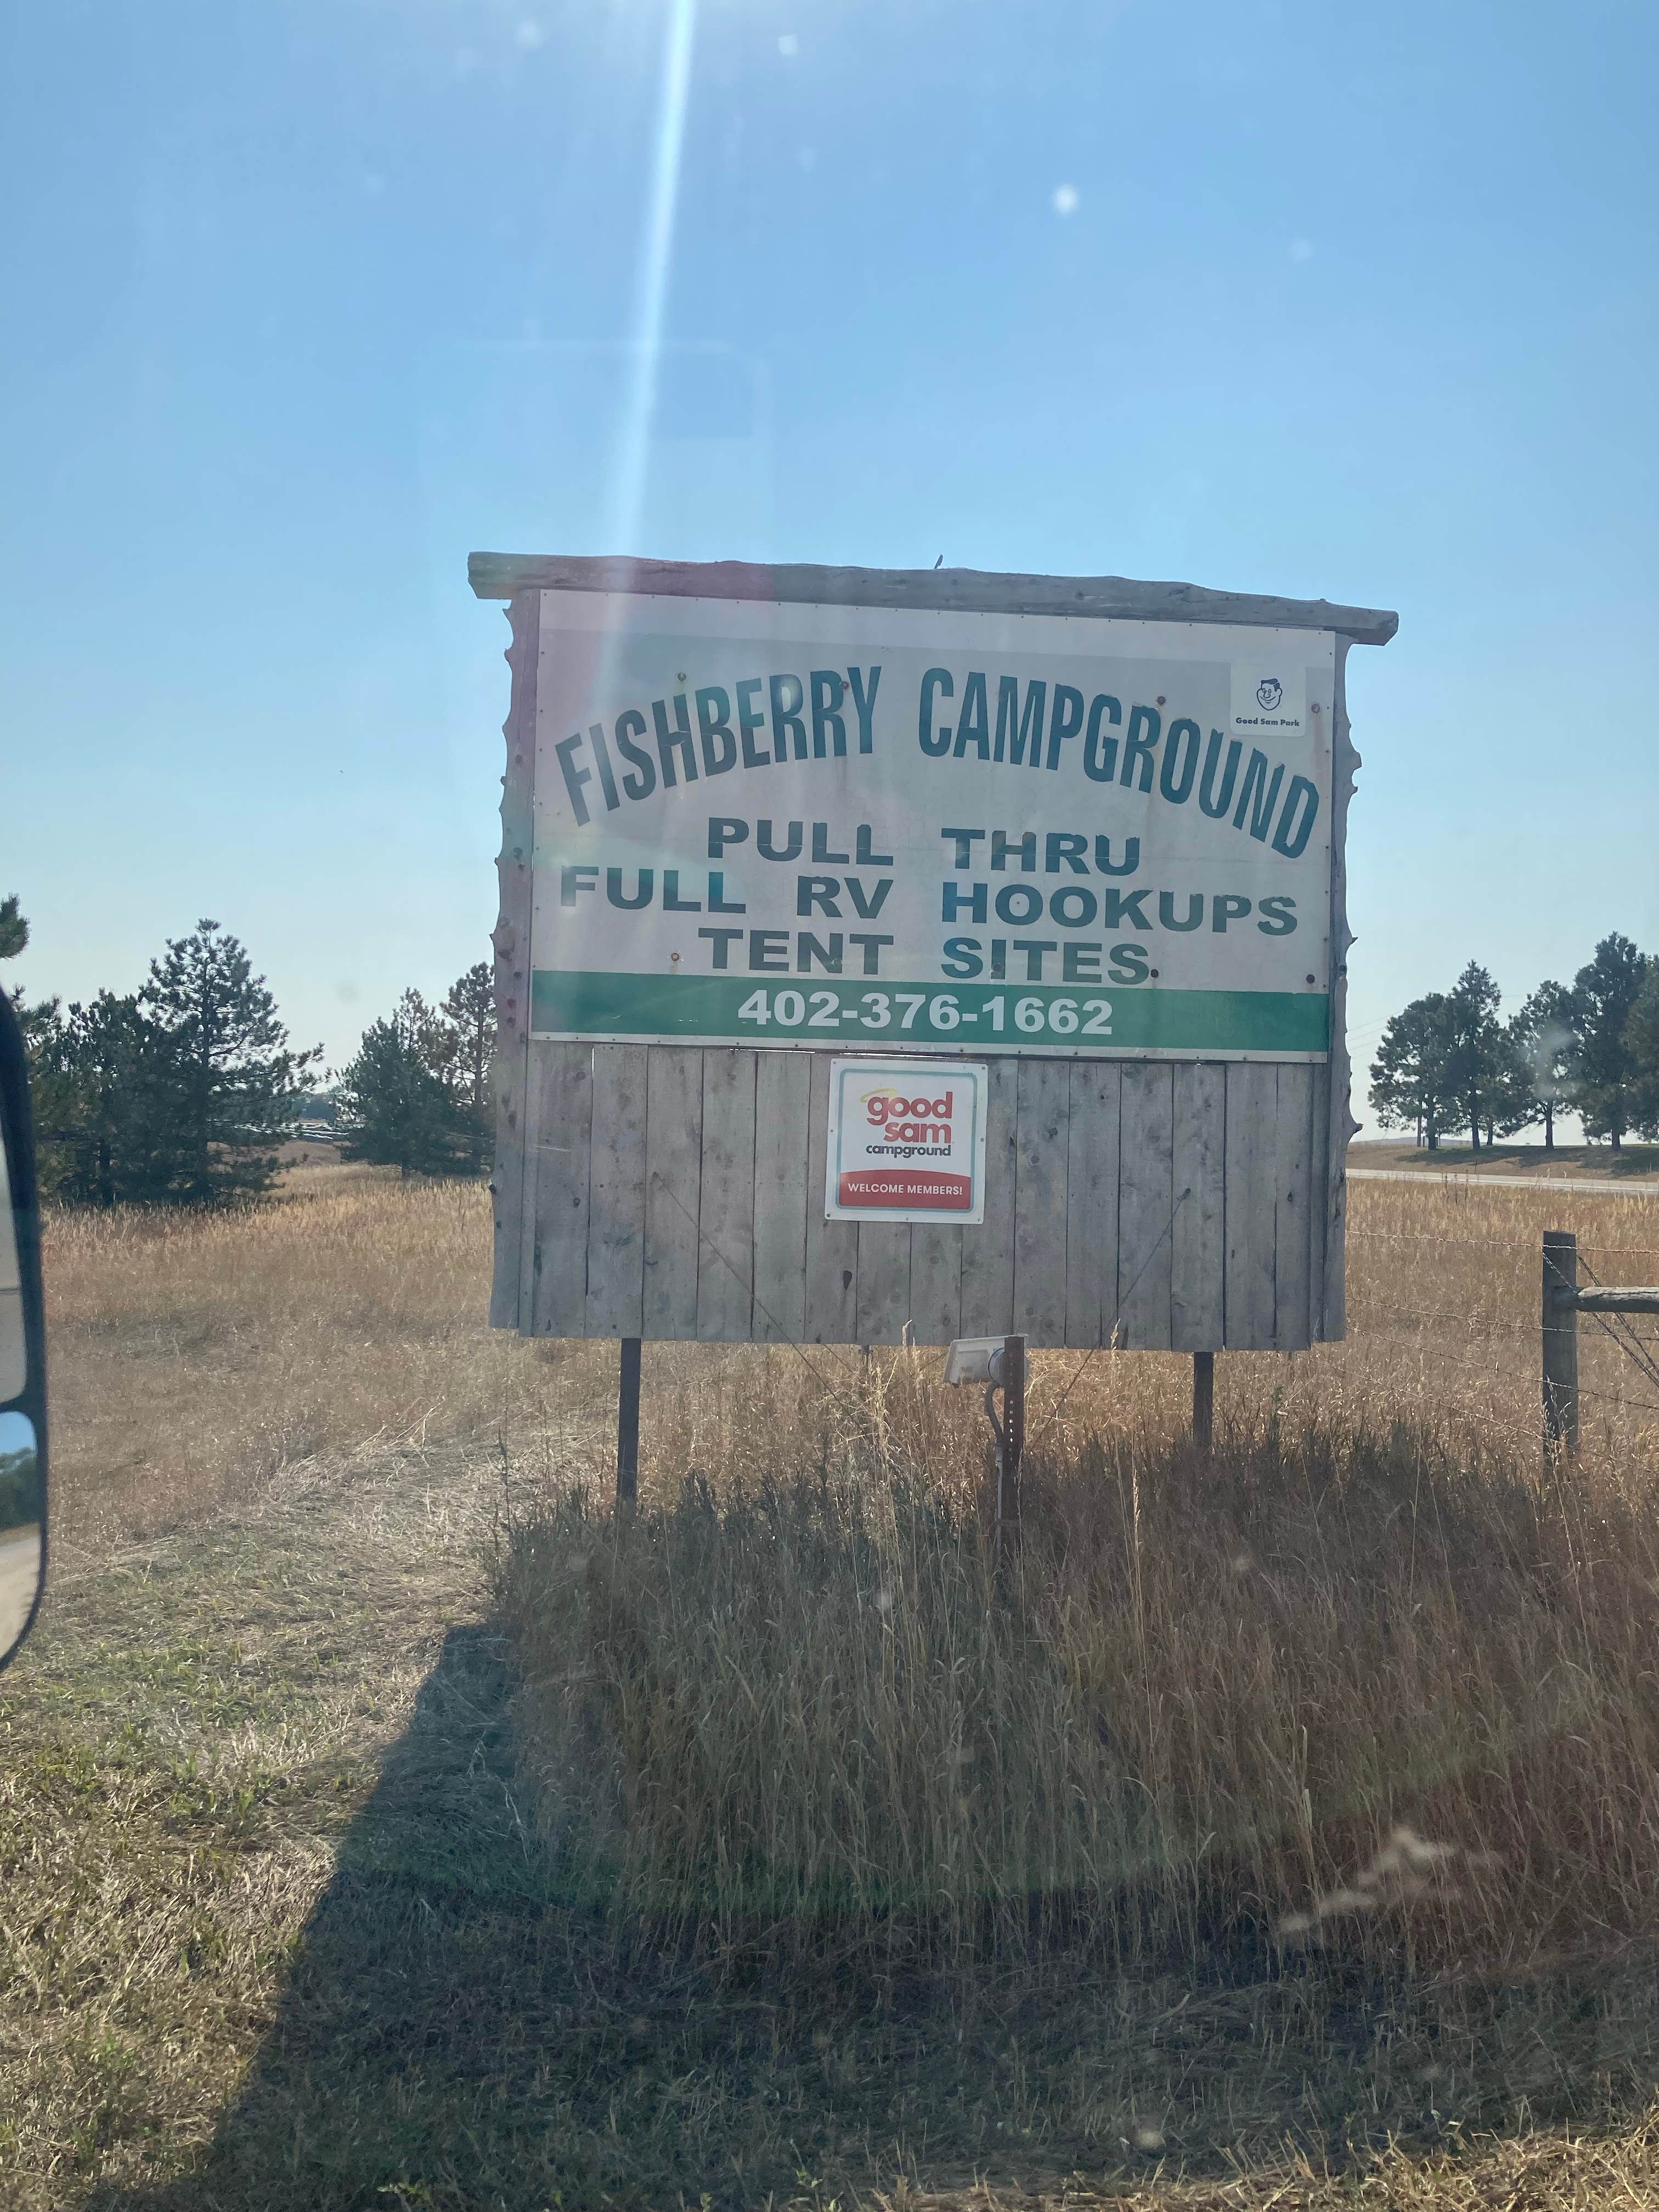 FISHBERRY CAMPGROUND
Good Sam Park
PULL THRU
FULL RV HOOKUPS
TENT SITES
402-376-1662
good
sam
campground
WELCOME MEMBERS!